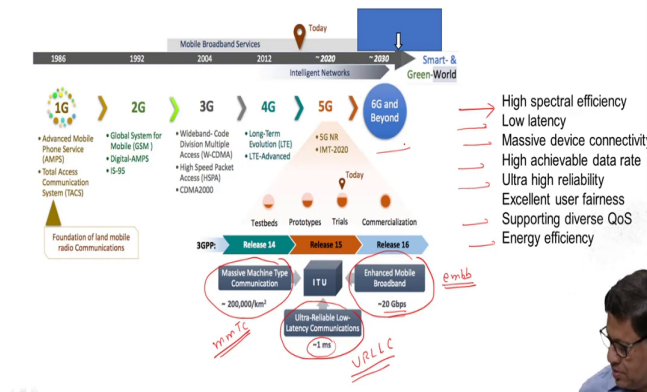 Today
Mobile Broadband Services
1986
1992
2004
2012
~2020
~2030
Smart- &
Green-World
Intelligent Networks
1G
2G
3G
4G
5G
6G and
Beyond
• Advanced Mobile
Phone Service
(AMPS)
• Total Access
Communication
System (TACS)
• Global System for
Mobile (GSM)
• Digital-AMPS
• IS-95
• Wideband- Code
Division Multiple
Access (W-CDMA)
• High Speed Packet
Access (HSPA)
• CDMA2000
• Long-Term
Evolution (LTE)
• LTE-Advanced
• 5G NR
• IMT-2020
Today
Testbeds
Prototypes
Trials
Commercialization
3GPP:
Release 14
Release 15
Release 16
Foundation of land mobile
radio Communications
Massive Machine Type
Communication
~ 200,000/km²
mMTC
ITU
Enhanced Mobile
Broadband
~20 Gbps
embb
Ultra-Reliable Low-
Latency Communications
~1 ms
URLLC
High spectral efficiency
Low latency
Massive device connectivity
High achievable data rate
Ultra high reliability
Excellent user fairness
Supporting diverse QoS
Energy efficiency